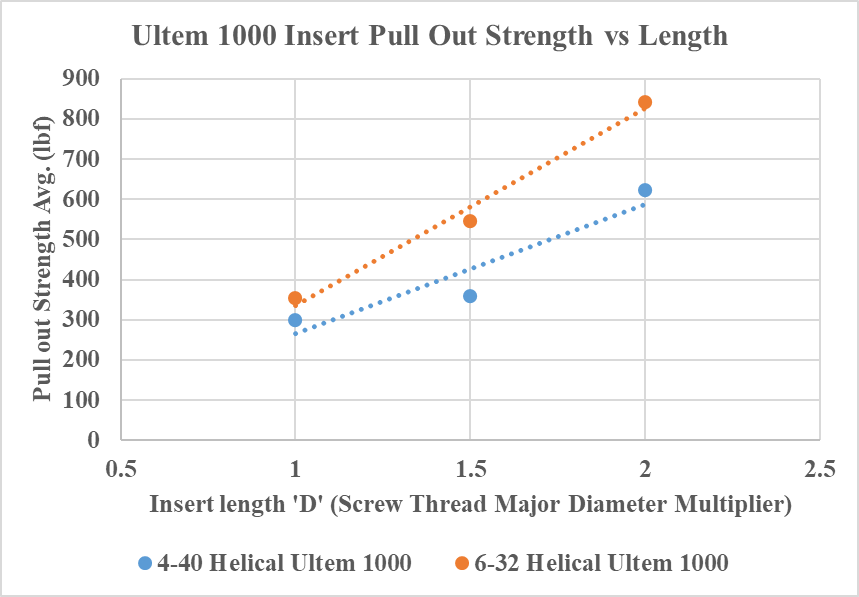 Ultem 1000 Insert Pull Out Strength vs Length
Pull out Strength Avg. (lbf)
900
800
700
600
500
400
300
200
100
0
0.5 1 1.5 2 2.5
Insert length 'D' (Screw Thread Major Diameter Multiplier)
4-40 Helical Ultem 1000 6-32 Helical Ultem 1000